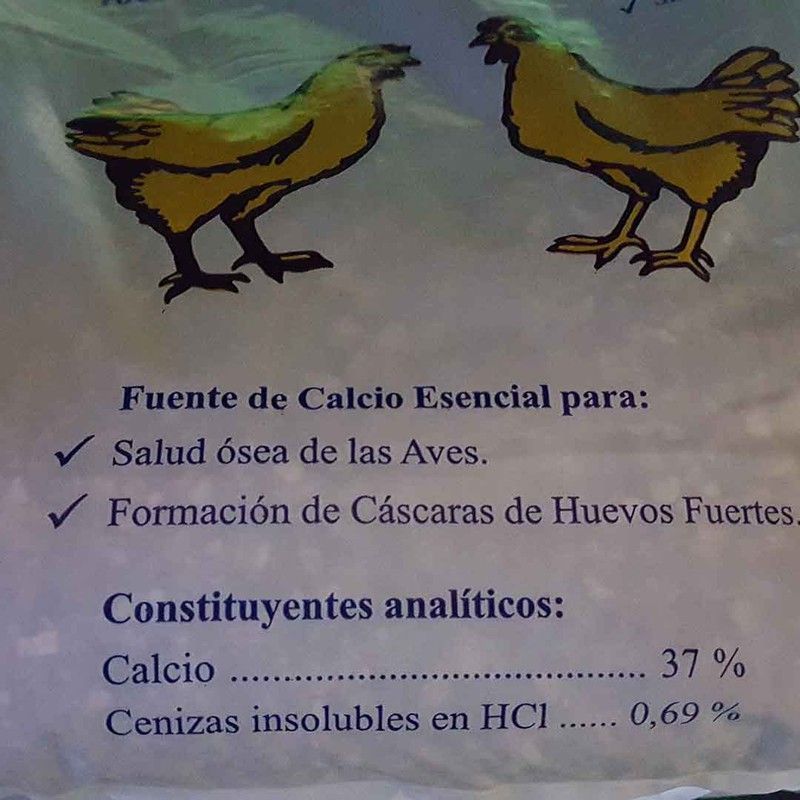 Fuente de Calcio Esencial para:
✓ Salud ósea de las Aves.
✓ Formación de Cáscaras de Huevos Fuertes.
Constituyentes analíticos:
Calcio ........................................ 37 %
Cenizas insolubles en HCl ...... 0,69 %